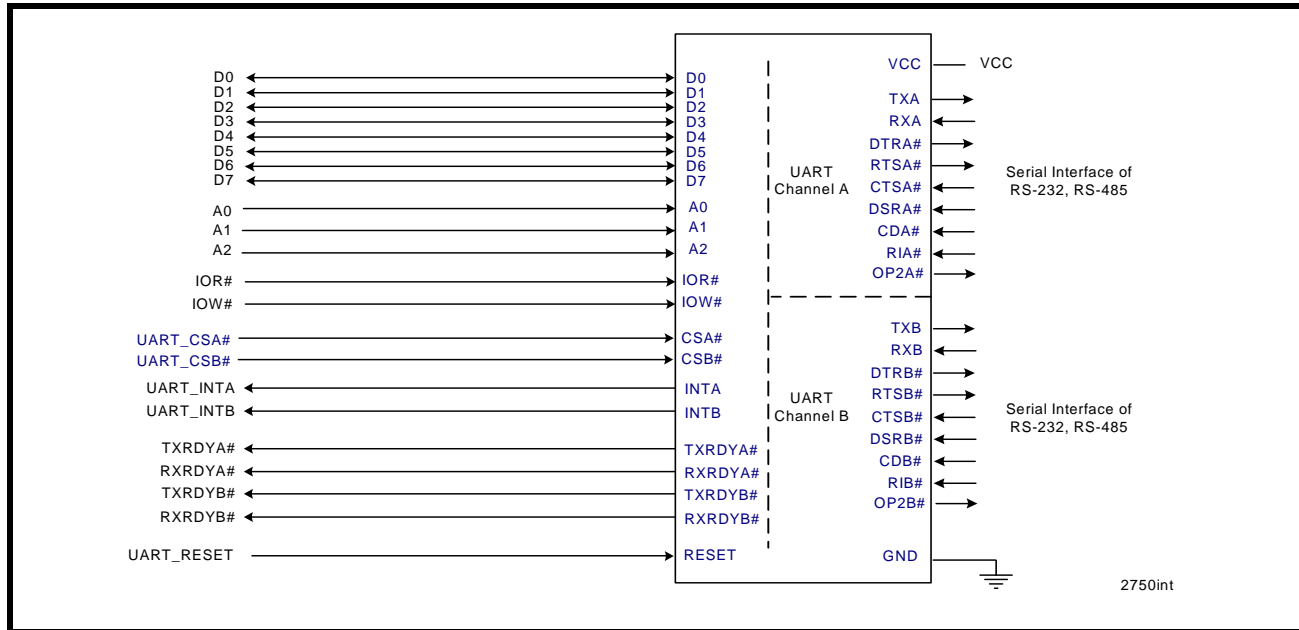 D0
D1
D2
D3
D4
D5
D6
D7
A0
A1
A2
IOR#
IOW#
UART_CSA#
UART_CSB#
UART_INTA
UART_INTB
TXRDYA#
RXRDYA#
TXRDYB#
RXRDYB#
UART_RESET
D0
D1
D2
D3
D4
D5
D6
D7
A0
A1
A2
IOR#
IOW#
CSA#
CSB#
INTA
INTB
TXRDYA#
RXRDYA#
TXRDYB#
RXRDYB#
RESET
UART
Channel A
UART
Channel B
VCC
TXA
RXA
DTRA#
RTSA#
CTSA#
DSRA#
CDA#
RIA#
OP2A#
TXB
RXB
DTRB#
RTSB#
CTSB#
DSRB#
CDB#
RIB#
OP2B#
GND
VCC
Serial Interface of
RS-232, RS-485
Serial Interface of
RS-232, RS-485
2750int